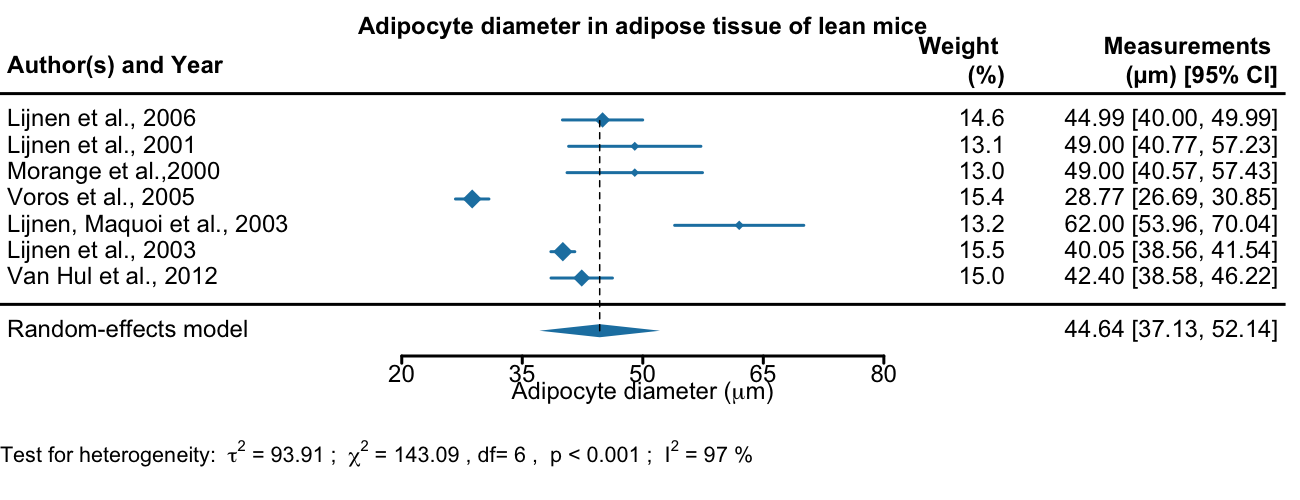 Adipocyte diameter in adipose tissue of lean mice
Author(s) and Year Weight (%) Measurements (µm) [95% CI]
Lijnen et al., 2006 14.6 44.99 [40.00, 49.99]
Lijnen et al., 2001 13.1 49.00 [40.77, 57.23]
Morange et al.,2000 13.0 49.00 [40.57, 57.43]
Voros et al., 2005 15.4 28.77 [26.69, 30.85]
Lijnen, Maquoi et al., 2003 13.2 62.00 [53.96, 70.04]
Lijnen et al., 2003 15.5 40.05 [38.56, 41.54]
Van Hul et al., 2012 15.0 42.40 [38.58, 46.22]
Random-effects model 44.64 [37.13, 52.14]
20 35 50 65 80
Adipocyte diameter (µm)
Test for heterogeneity: τ² = 93.91 ; χ² = 143.09 , df= 6 , p < 0.001 ; I² = 97 %